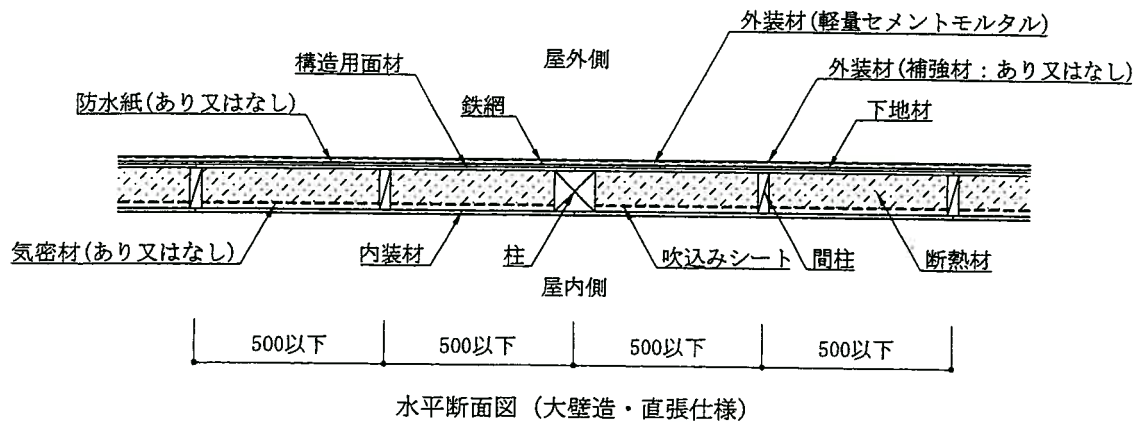 外装材(軽量セメントモルタル)
屋外側
構造用面材
外装材(補強材：あり又はなし)
防水紙(あり又はなし)
鉄網
下地材
気密材(あり又はなし)
内装材
柱
吹込みシート
間柱
断熱材
屋内側
500以下
500以下
500以下
500以下
水平断面図（大壁造・直張仕様）